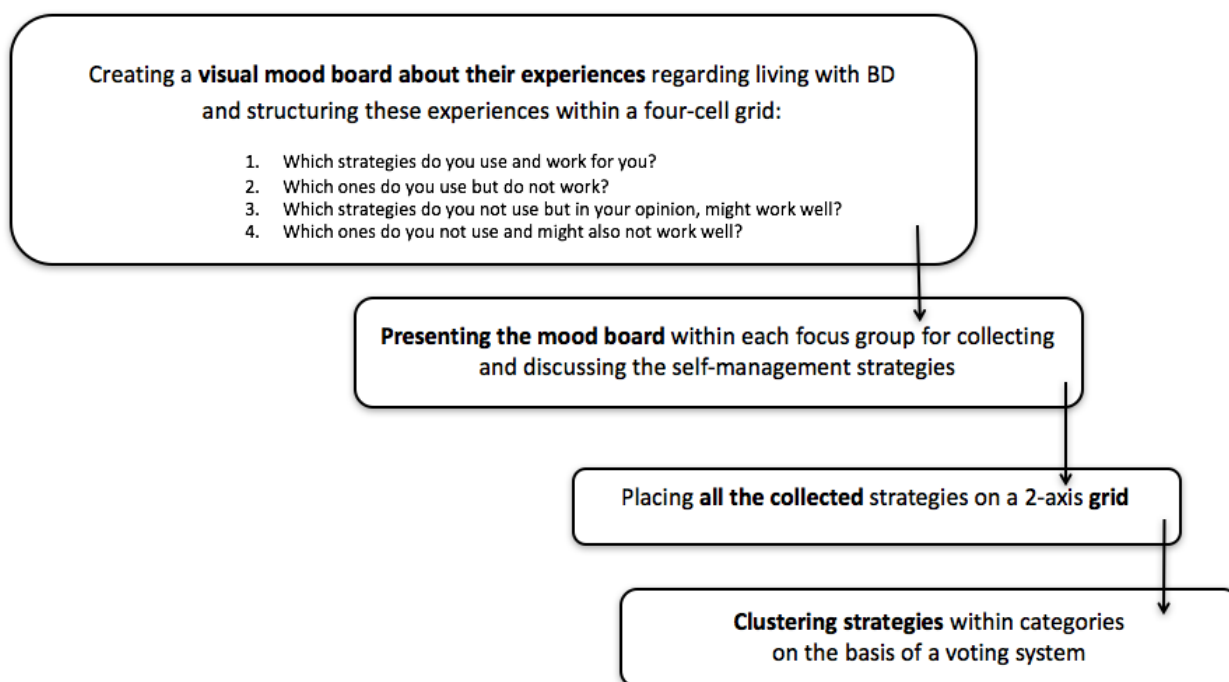 Creating a visual mood board about their experiences regarding living with BD
and structuring these experiences within a four-cell grid:
1. Which strategies do you use and work for you?
2. Which ones do you use but do not work?
3. Which strategies do you not use but in your opinion, might work well?
4. Which ones do you not use and might also not work well?
Presenting the mood board within each focus group for collecting
and discussing the self-management strategies
Placing all the collected strategies on a 2-axis grid
Clustering strategies within categories
on the basis of a voting system